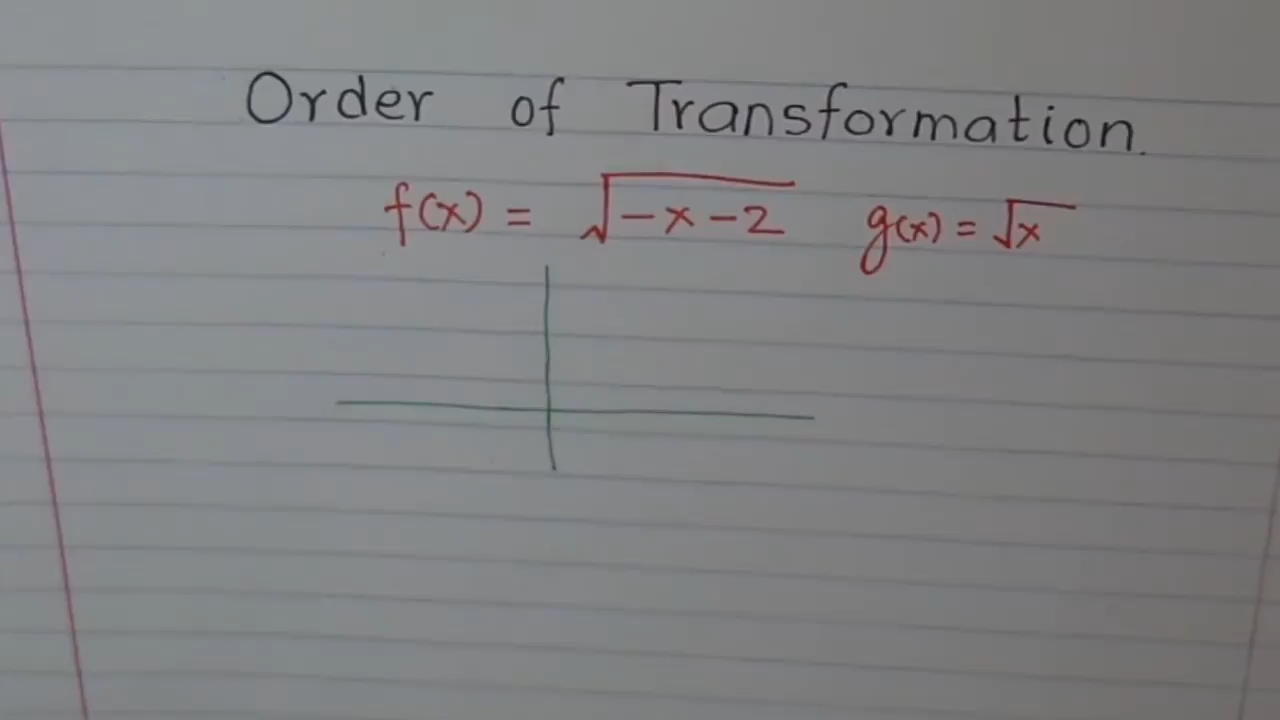 Order of Transformation.
f(x) = √-x-2 g(x) = √x